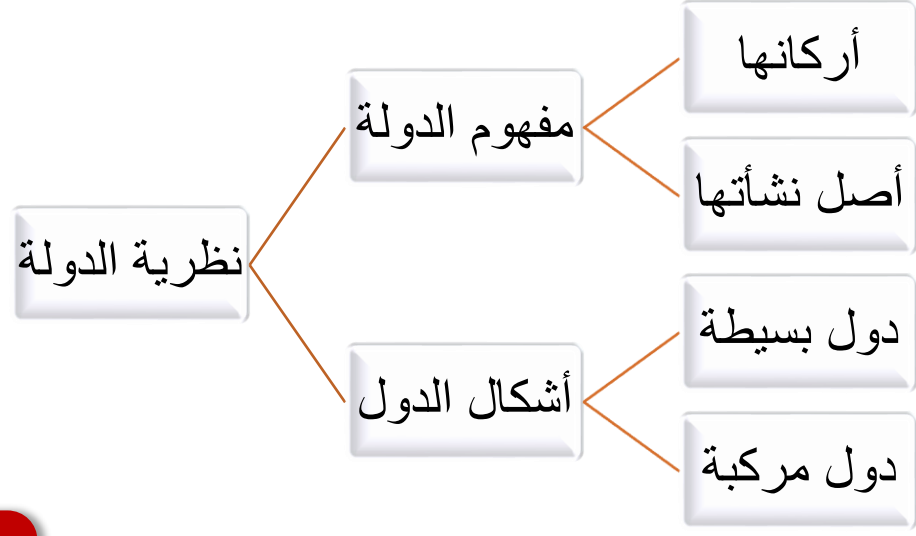 نظرية الدولة
مفهوم الدولة
أركانها
أصل نشأتها
أشكال الدول
دول بسيطة
دول مركبة